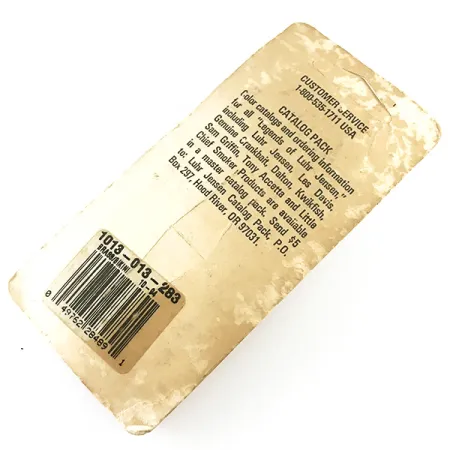 CUSTOMER SERVICE
1-800-535-1711 USA
CATALOG PACK
Color catalogs and ordering information
for all "Legends of Luhr Jensen,"
including Luhr Jensen, Les Davis,
Genuine Crankbait, Dalton, Kwikfish,
Sam Griffin, Tony Accetta and Little
Chief Smoker Products are available
in a master catalog pack. Send $5
to: Luhr Jensen Catalog Pack, P.O.
Box 297, Hood River, OR 97031.
1013-013-283
10-04
0 49762 28489 1